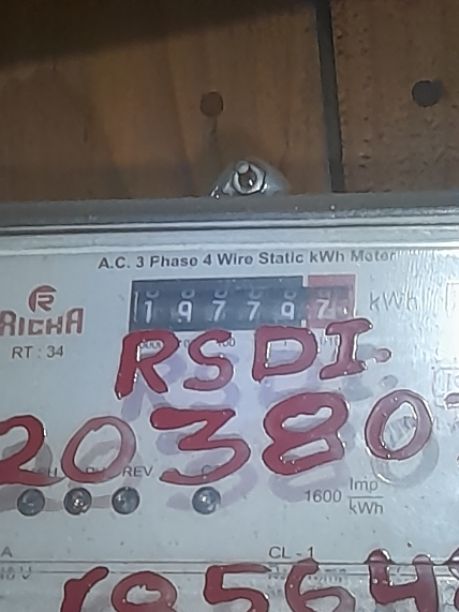 A.C. 3 Phase 4 Wire Static kWh Meter
RICHA
RT : 34
197797 kWh
RSDI.
20380
REV
1600 Imp/kWh
CL - 1